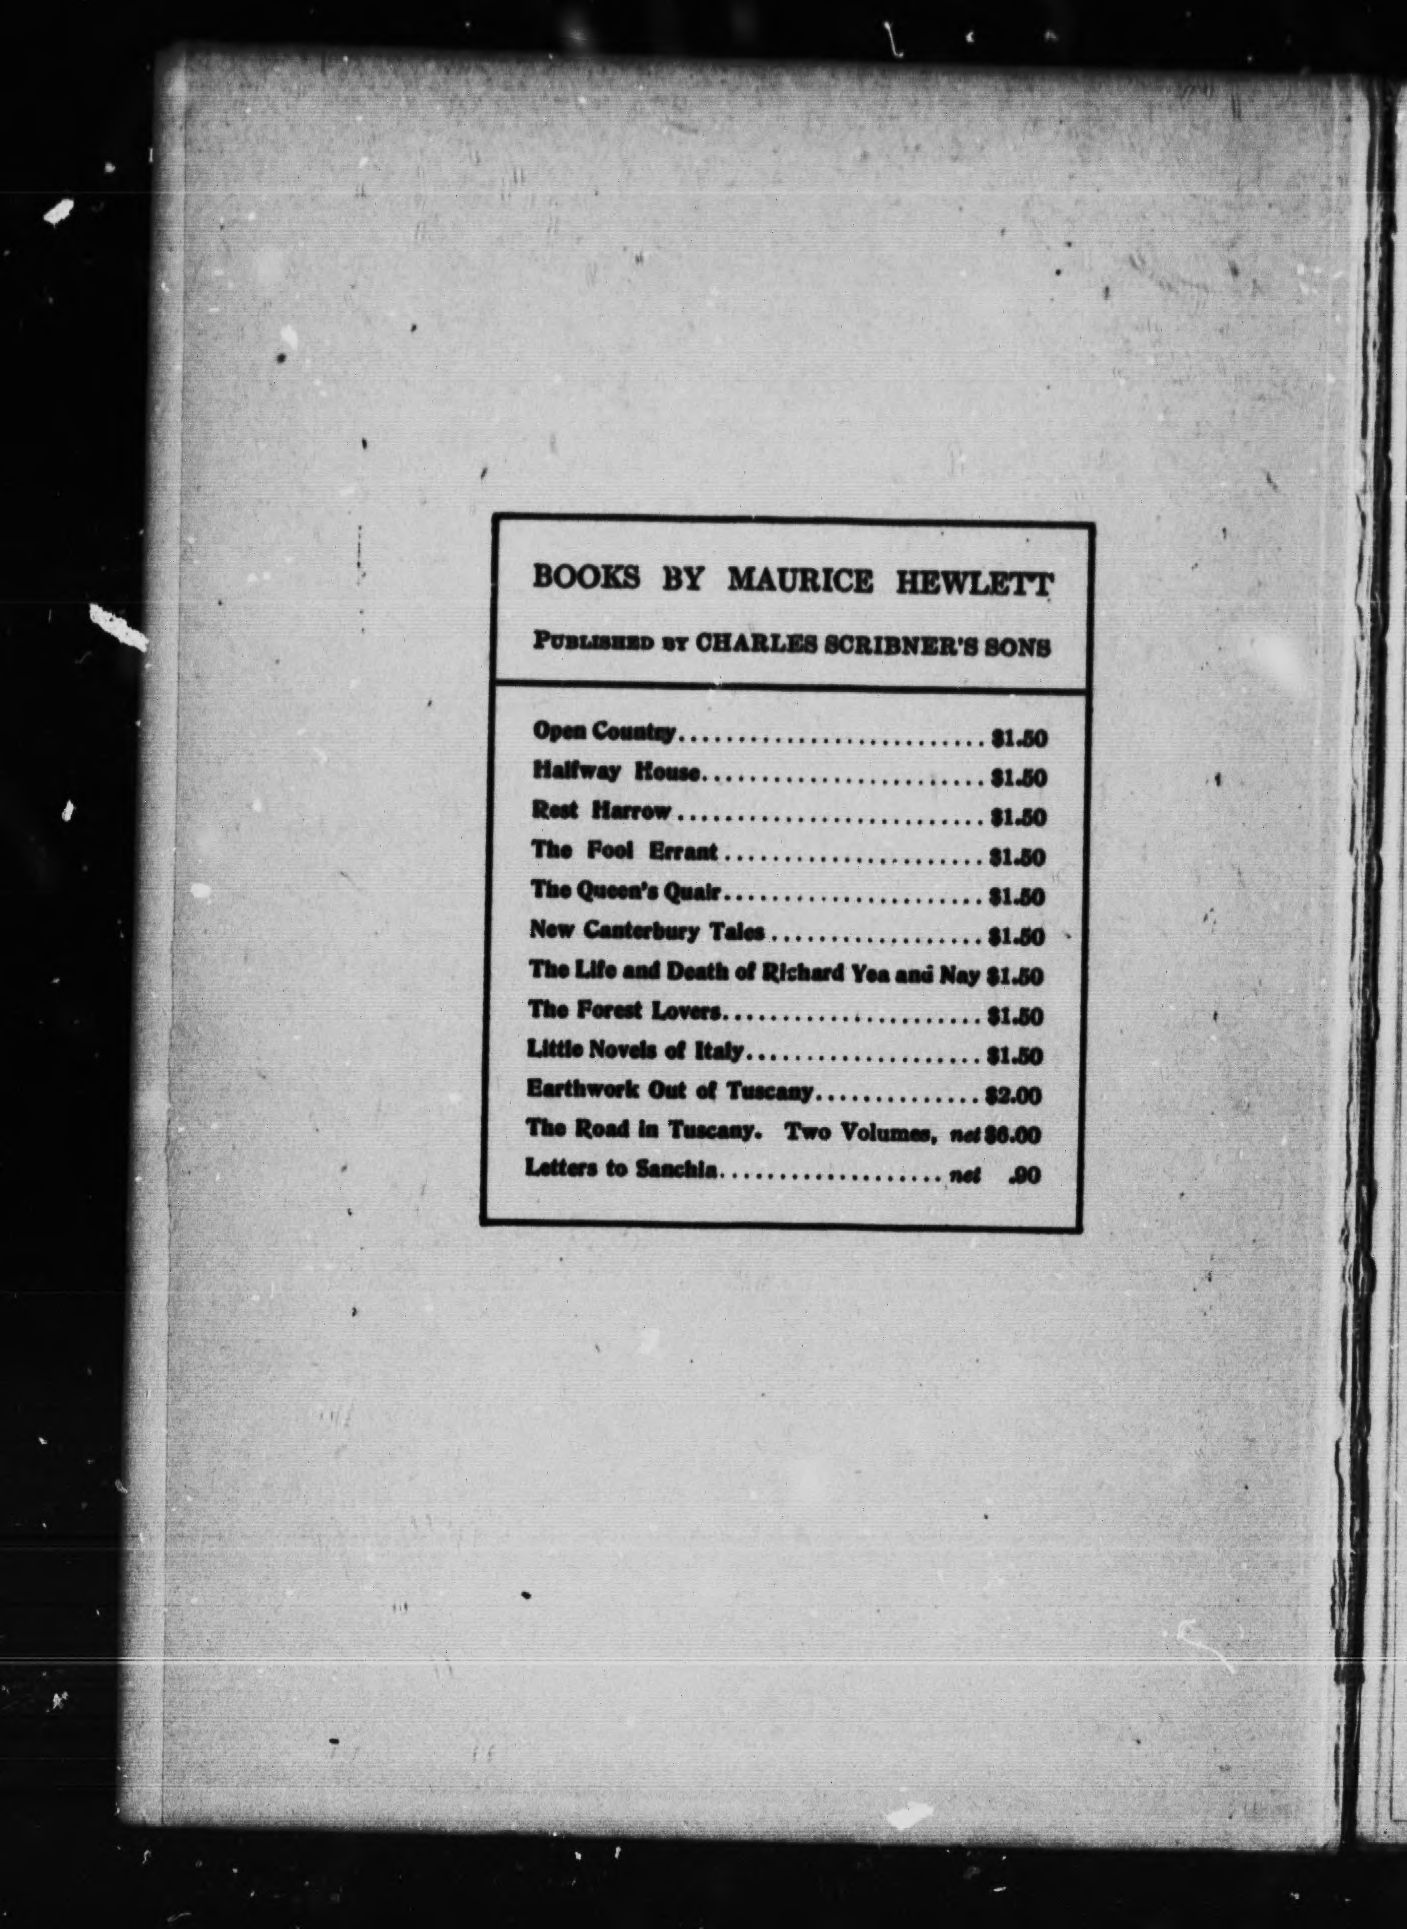 BOOKS BY MAURICE HEWLETT
PUBLISHED BY CHARLES SCRIBNER'S SONS
Open Country.......................... $1.50
Halfway House........................ $1.50
Rest Harrow.......................... $1.50
The Fool Errant...................... $1.50
The Queen's Quair...................... $1.50
New Canterbury Tales.................. $1.50
The Life and Death of Richard Yea and Nay $1.50
The Forest Lovers...................... $1.50
Little Novels of Italy.................... $1.50
Earthwork Out of Tuscany.............. $2.00
The Road in Tuscany. Two Volumes, net $6.00
Letters to Sanchia................... net .90